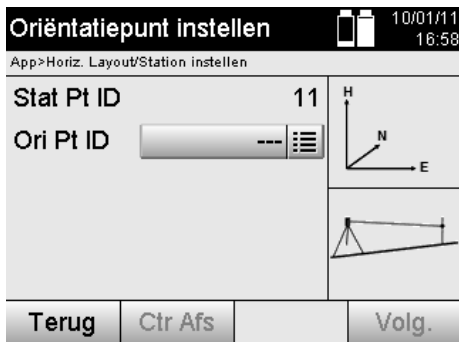 Oriëntatiepunt instellen
10/01/11
16:58
App>Horiz. Layout/Station instellen
Stat Pt ID 11
Ori Pt ID ---
H
N
E
Terug Ctr Afs Volg.